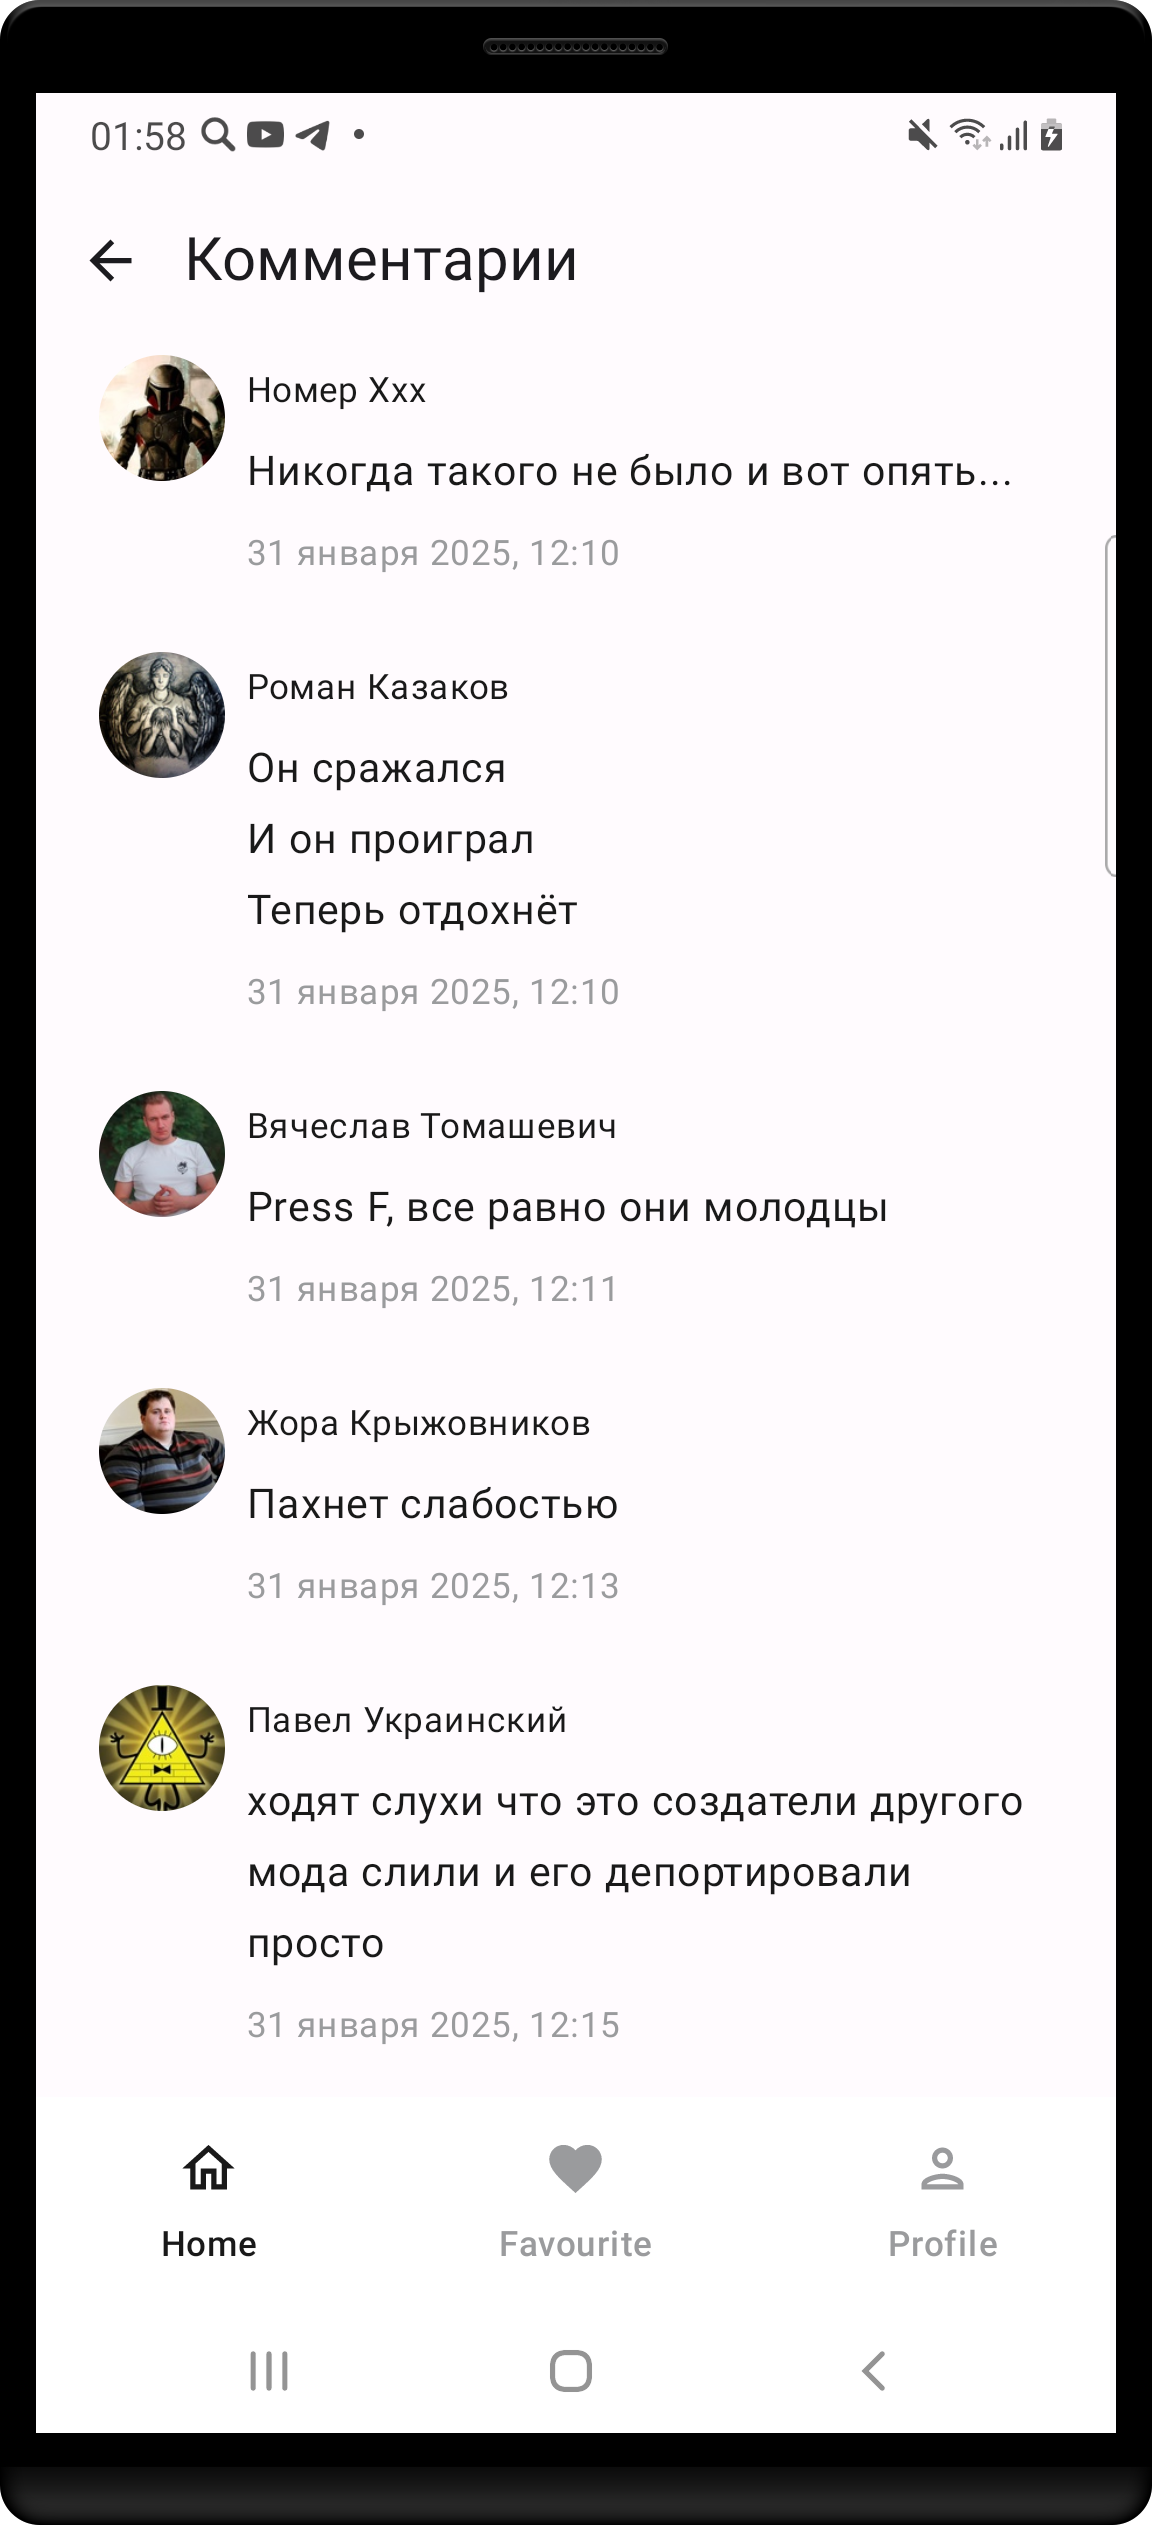 01:58
Комментарии
Номер Xxx
Никогда такого не было и вот опять...
31 января 2025, 12:10
Роман Казаков
Он сражался
И он проиграл
Теперь отдохнёт
31 января 2025, 12:10
Вячеслав Томашевич
Press F, все равно они молодцы
31 января 2025, 12:11
Жора Крыжовников
Пахнет слабостью
31 января 2025, 12:13
Павел Украинский
ходят слухи что это создатели другого
мода слили и его депортировали
просто
31 января 2025, 12:15
Home
Favourite
Profile